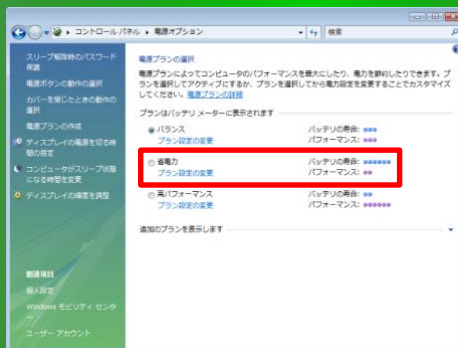 コントロール パネル ▸ 電源オプション
検索
スリープ解除時のパスワード
保護
電源ボタンの動作の選択
カバーを閉じたときの動作の
選択
電源プランの作成
ディスプレイの電源を切る時
間の指定
コンピュータがスリープ状態
になる時間を変更
ディスプレイの輝度を調整
関連項目
個人設定
Windows モビリティ センタ
ー
ユーザー アカウント
電源プランの選択
電源プランによってコンピュータのパフォーマンスを最大にしたり、電力を節約したりできます。プ
ランを選択してアクティブにするか、プランを選択してから電力設定を変更することでカスタマイズ
してください。電源プランの詳細
プランはバッテリ メーターに表示されます
バランス バッテリの寿命:
プラン設定の変更 パフォーマンス:
省電力 バッテリの寿命:
プラン設定の変更 パフォーマンス:
高パフォーマンス バッテリの寿命:
プラン設定の変更 パフォーマンス:
追加のプランを表示します